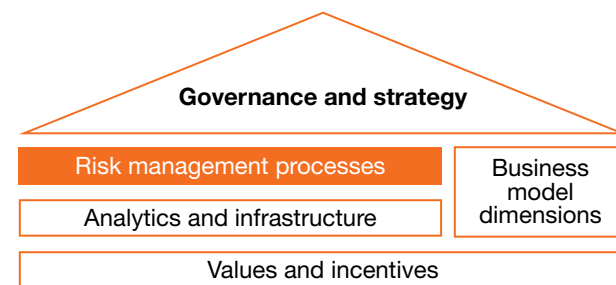 Governance and strategy
Risk management processes
Analytics and infrastructure
Business
model
dimensions
Values and incentives